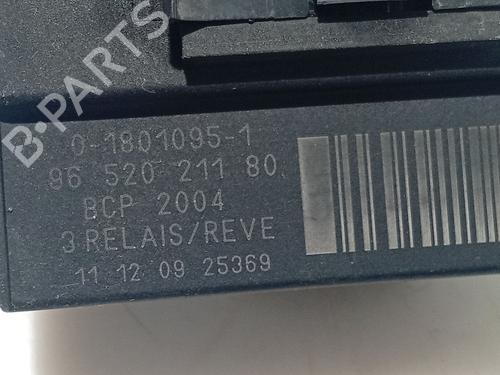 B-PARTS
0-1801095-1
96 520 211 80
BCP 2004
3 RELAIS/REVE
11 12 09 25369